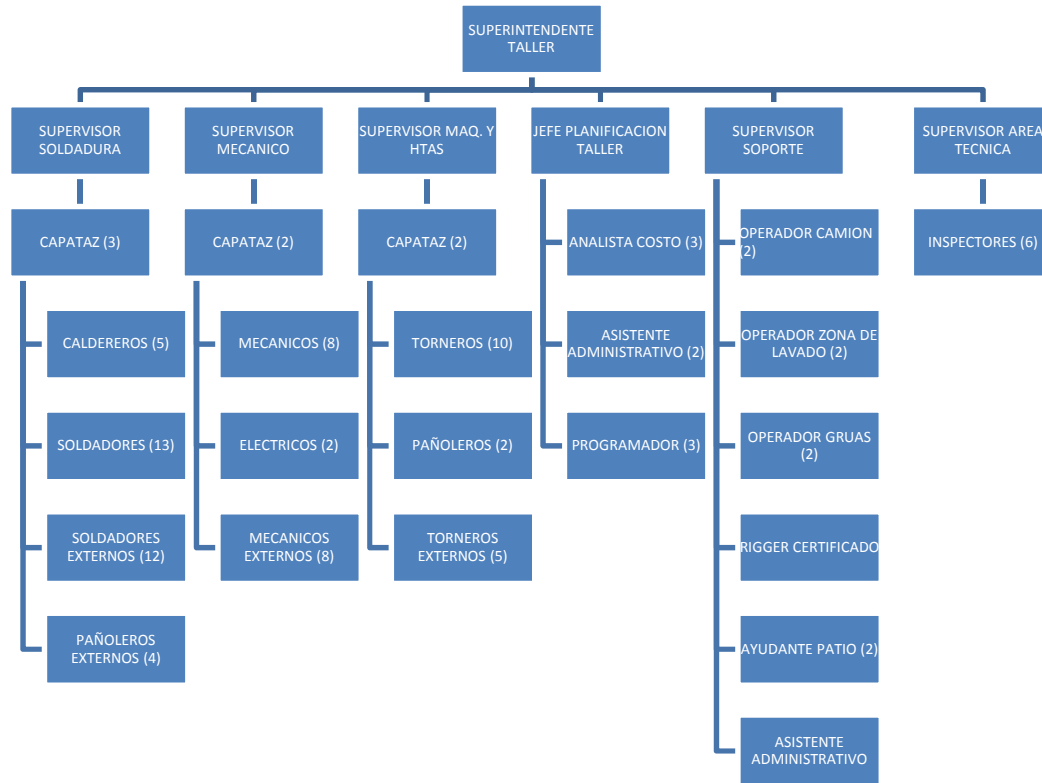 SUPERINTENDENTE
TALLER
SUPERVISOR
SOLDADURA
SUPERVISOR
MECANICO
SUPERVISOR MAQ. Y
HTAS
JEFE PLANIFICACION
TALLER
SUPERVISOR
SOPORTE
SUPERVISOR AREA
TECNICA
CAPATAZ (3)
CAPATAZ (2)
CAPATAZ (2)
ANALISTA COSTO (3)
OPERADOR CAMION
(2)
INSPECTORES (6)
CALDEREROS (5)
MECANICOS (8)
TORNEROS (10)
ASISTENTE
ADMINISTRATIVO (2)
OPERADOR ZONA DE
LAVADO (2)
SOLDADORES (13)
ELECTRICOS (2)
PAÑOLEROS (2)
PROGRAMADOR (3)
OPERADOR GRUAS
(2)
SOLDADORES
EXTERNOS (12)
MECANICOS
EXTERNOS (8)
TORNEROS
EXTERNOS (5)
RIGGER CERTIFICADO
PAÑOLEROS
EXTERNOS (4)
AYUDANTE PATIO (2)
ASISTENTE
ADMINISTRATIVO